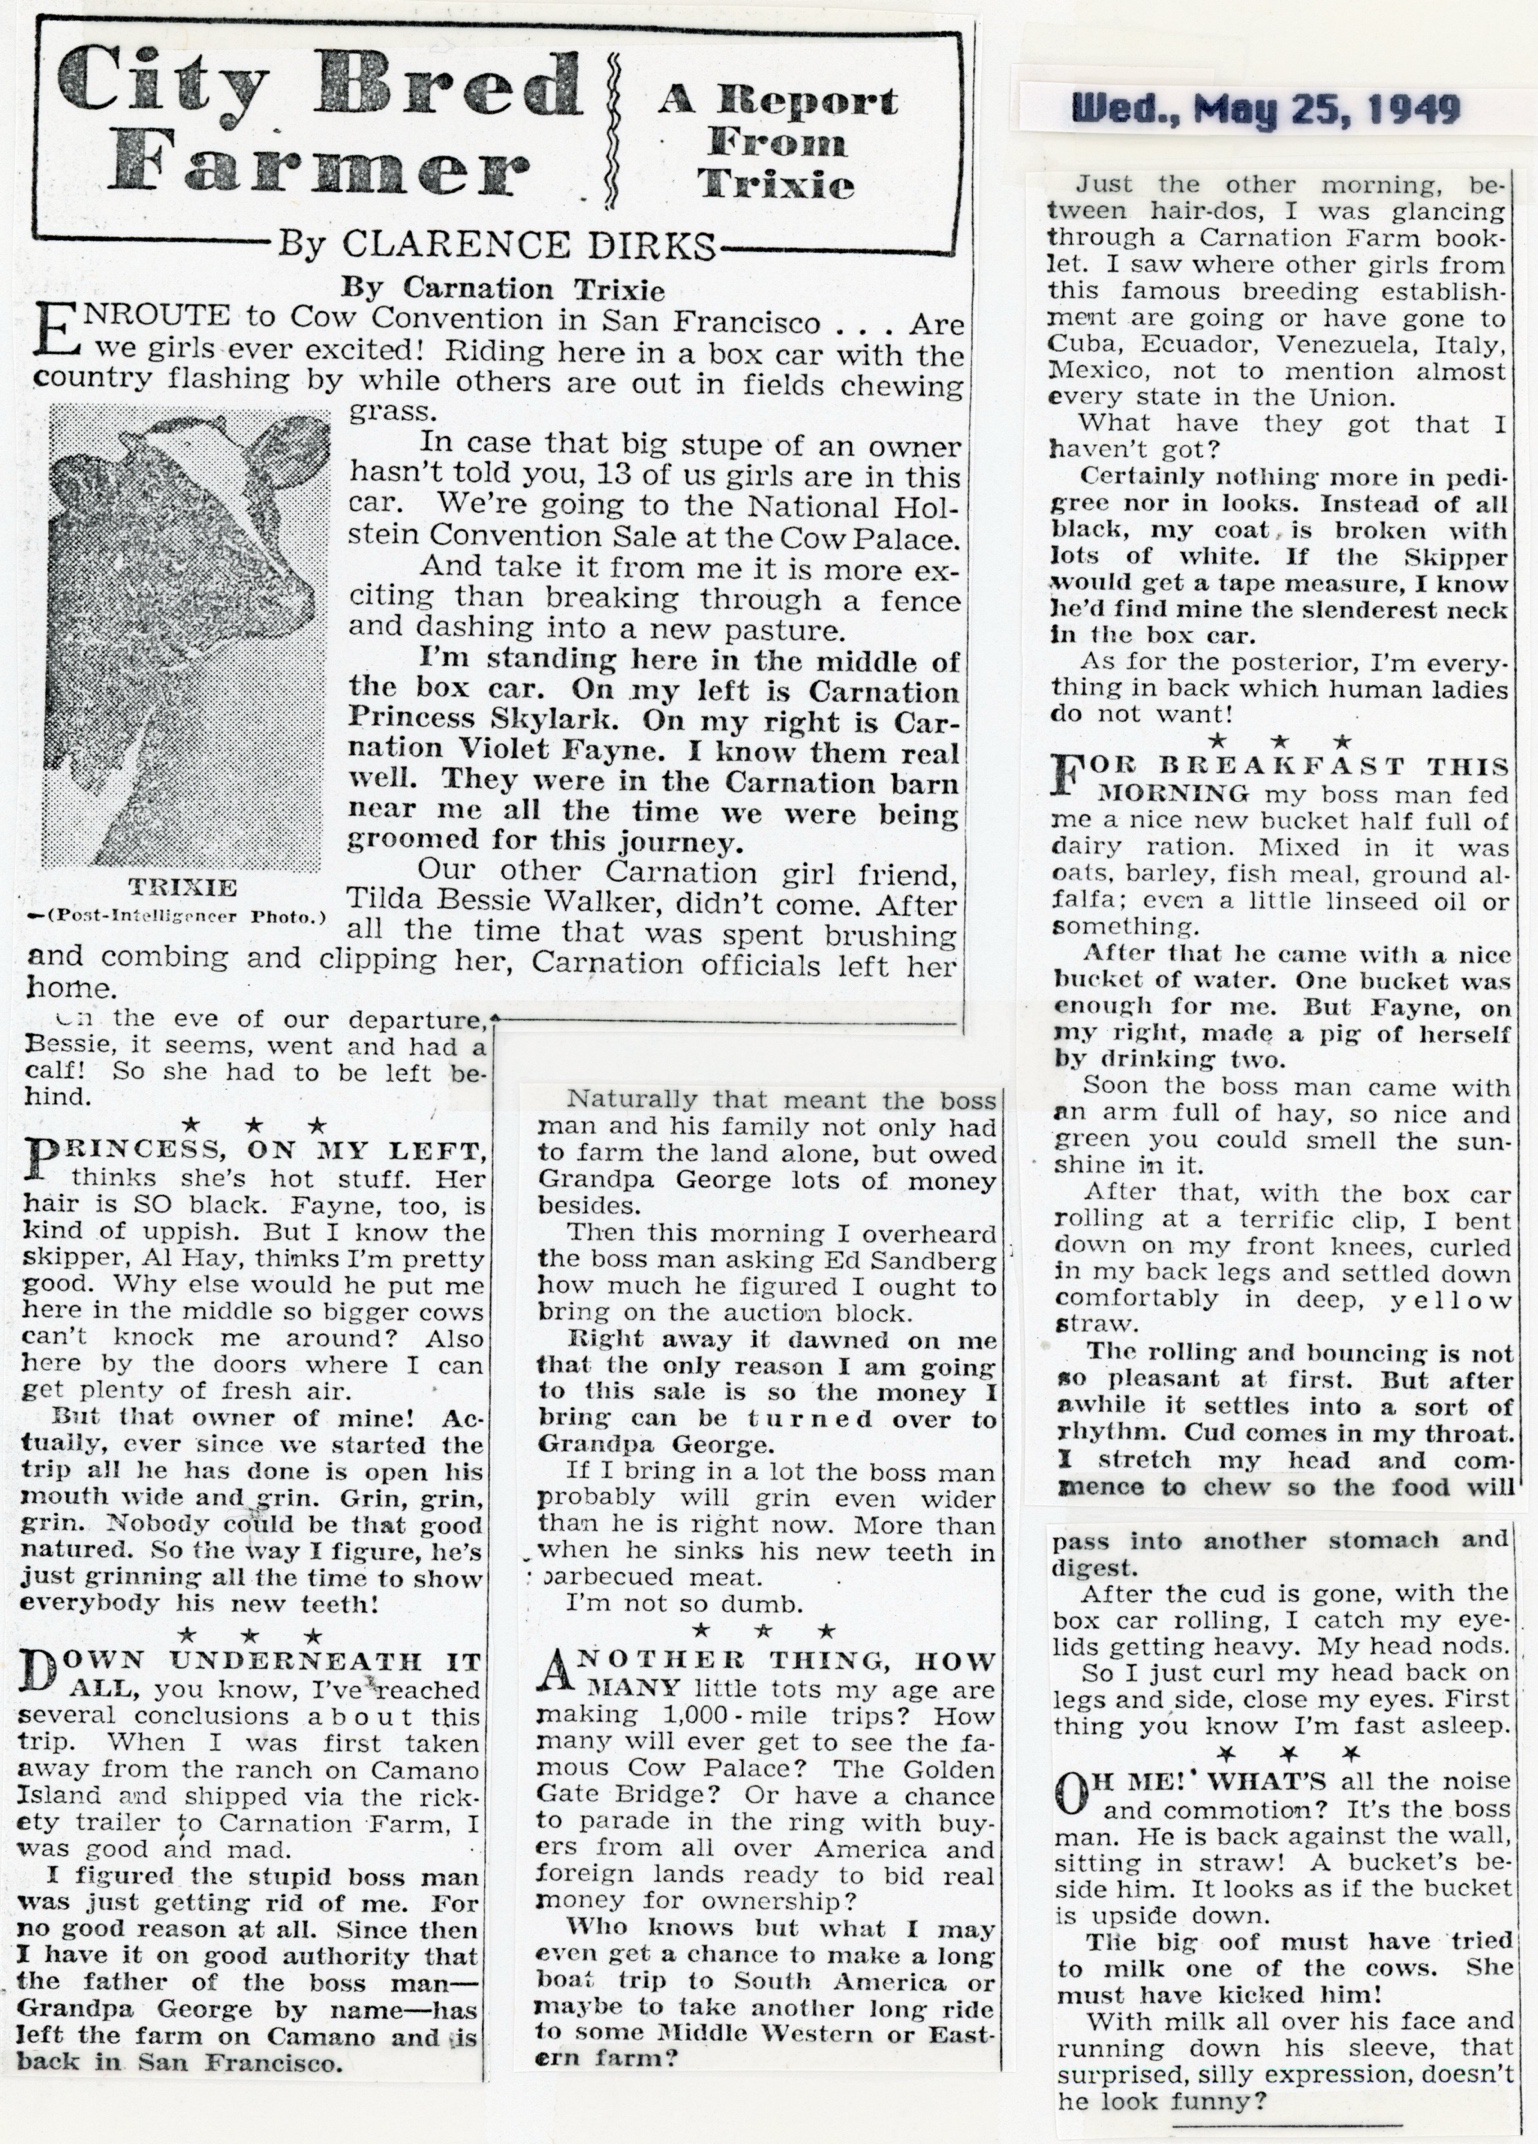 City Bred
Farmer
A Report
From
Trixie
By CLARENCE DIRKS
By Carnation Trixie
ENROUTE to Cow Convention in San Francisco . . . Are
we girls ever excited! Riding here in a box car with the
country flashing by while others are out in fields chewing
grass.
In case that big stupe of an owner
hasn't told you, 13 of us girls are in this
car. We're going to the National Hol-
stein Convention Sale at the Cow Palace.
And take it from me it is more ex-
citing than breaking through a fence
and dashing into a new pasture.
I'm standing here in the middle of
the box car. On my left is Carnation
Princess Skylark. On my right is Car-
nation Violet Fayne. I know them real
well. They were in the Carnation barn
near me all the time we were being
groomed for this journey.
Our other Carnation girl friend,
Tilda Bessie Walker, didn't come. After
all the time that was spent brushing
and combing and clipping her, Carnation officials left her
home.
TRIXIE
—(Post-Intelligencer Photo.)
On the eve of our departure,
Bessie, it seems, went and had a
calf! So she had to be left be-
hind.
★ ★ ★
PRINCESS, ON MY LEFT,
thinks she's hot stuff. Her
hair is SO black. Fayne, too, is
kind of uppish. But I know the
skipper, Al Hay, thinks I'm pretty
good. Why else would he put me
here in the middle so bigger cows
can't knock me around? Also
here by the doors where I can
get plenty of fresh air.
But that owner of mine! Ac-
tually, ever since we started the
trip all he has done is open his
mouth wide and grin. Grin, grin,
grin. Nobody could be that good
natured. So the way I figure, he's
just grinning all the time to show
everybody his new teeth!
★ ★ ★
DOWN UNDERNEATH IT
ALL, you know, I've reached
several conclusions about this
trip. When I was first taken
away from the ranch on Camano
Island and shipped via the rick-
ety trailer to Carnation Farm, I
was good and mad.
I figured the stupid boss man
was just getting rid of me. For
no good reason at all. Since then
I have it on good authority that
the father of the boss man—
Grandpa George by name—has
left the farm on Camano and is
back in San Francisco.
Naturally that meant the boss
man and his family not only had
to farm the land alone, but owed
Grandpa George lots of money
besides.
Then this morning I overheard
the boss man asking Ed Sandberg
how much he figured I ought to
bring on the auction block.
Right away it dawned on me
that the only reason I am going
to this sale is so the money I
bring can be turned over to
Grandpa George.
If I bring in a lot the boss man
probably will grin even wider
than he is right now. More than
when he sinks his new teeth in
barbecued meat.
I'm not so dumb.
★ ★ ★
ANOTHER THING, HOW
MANY little tots my age are
making 1,000-mile trips? How
many will ever get to see the fa-
mous Cow Palace? The Golden
Gate Bridge? Or have a chance
to parade in the ring with buy-
ers from all over America and
foreign lands ready to bid real
money for ownership?
Who knows but what I may
even get a chance to make a long
boat trip to South America or
maybe to take another long ride
to some Middle Western or East-
ern farm?
Wed., May 25, 1949
Just the other morning, be-
tween hair-dos, I was glancing
through a Carnation Farm book-
let. I saw where other girls from
this famous breeding establish-
ment are going or have gone to
Cuba, Ecuador, Venezuela, Italy,
Mexico, not to mention almost
every state in the Union.
What have they got that I
haven't got?
Certainly nothing more in pedi-
gree nor in looks. Instead of all
black, my coat is broken with
lots of white. If the Skipper
would get a tape measure, I know
he'd find mine the slenderest neck
in the box car.
As for the posterior, I'm every-
thing in back which human ladies
do not want!
★ ★ ★
FOR BREAKFAST THIS
MORNING my boss man fed
me a nice new bucket half full of
dairy ration. Mixed in it was
oats, barley, fish meal, ground al-
falfa; even a little linseed oil or
something.
After that he came with a nice
bucket of water. One bucket was
enough for me. But Fayne, on
my right, made a pig of herself
by drinking two.
Soon the boss man came with
an arm full of hay, so nice and
green you could smell the sun-
shine in it.
After that, with the box car
rolling at a terrific clip, I bent
down on my front knees, curled
in my back legs and settled down
comfortably in deep, yellow
straw.
The rolling and bouncing is not
so pleasant at first. But after
awhile it settles into a sort of
rhythm. Cud comes in my throat.
I stretch my head and com-
mence to chew so the food will
pass into another stomach and
digest.
After the cud is gone, with the
box car rolling, I catch my eye-
lids getting heavy. My head nods.
So I just curl my head back on
legs and side, close my eyes. First
thing you know I'm fast asleep.
★ ★ ★
OH ME! WHAT'S all the noise
and commotion? It's the boss
man. He is back against the wall,
sitting in straw! A bucket's be-
side him. It looks as if the bucket
is upside down.
The big oof must have tried
to milk one of the cows. She
must have kicked him!
With milk all over his face and
running down his sleeve, that
surprised, silly expression, doesn't
he look funny?